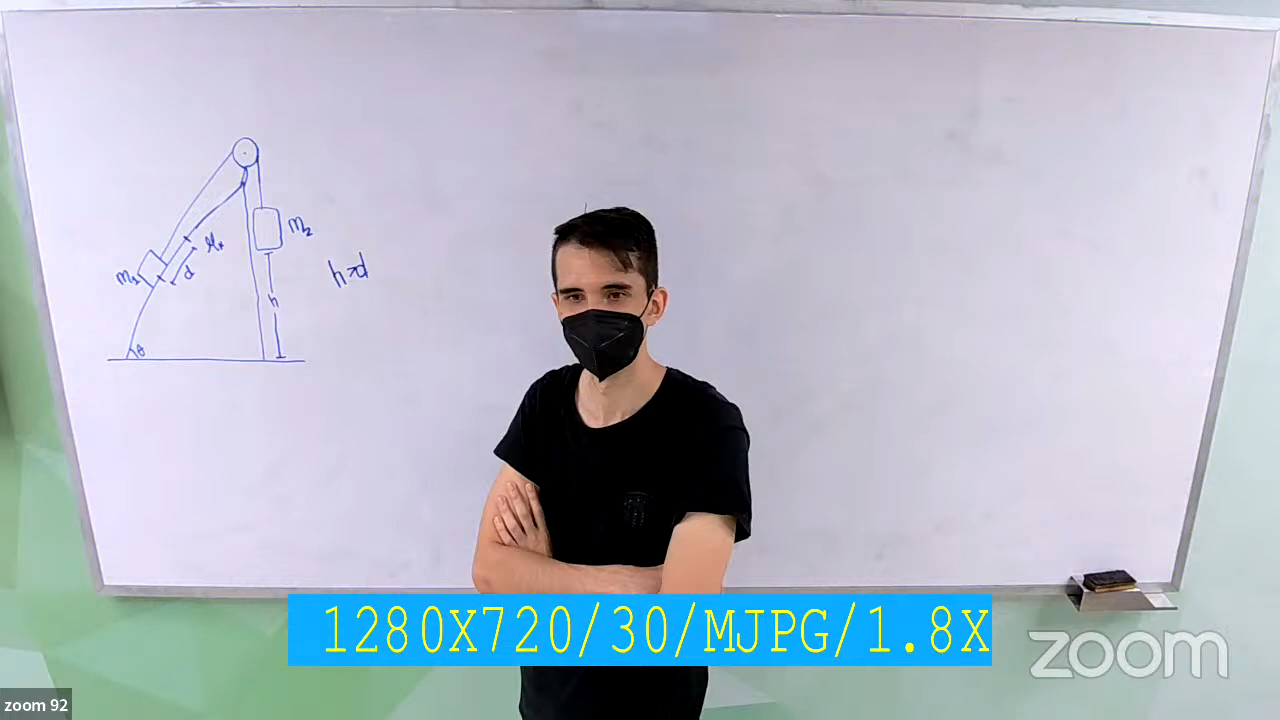 m₂
μₖ
d
m₁
h>d
h
θ
1280X720/30/MJPG/1.8X
zoom
zoom 92